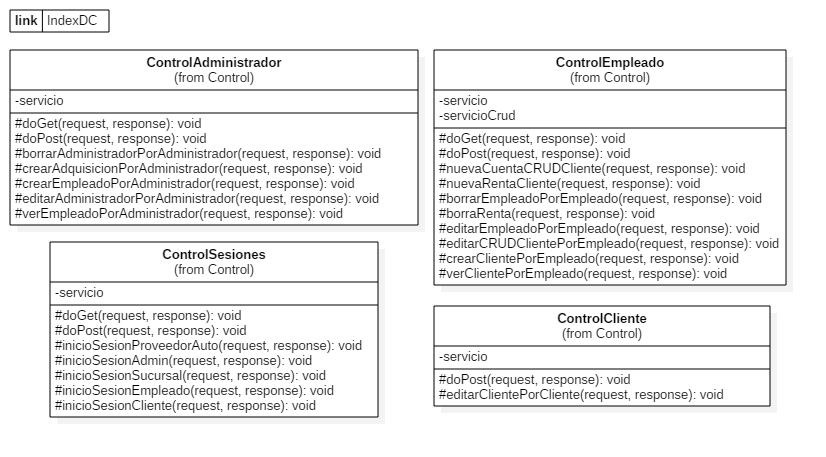 link IndexDC
ControlAdministrador
(from Control)
-servicio
#doGet(request, response): void
#doPost(request, response): void
#borrarAdministradorPorAdministrador(request, response): void
#crearAdquisicionPorAdministrador(request, response): void
#crearEmpleadoPorAdministrador(request, response): void
#editarAdministradorPorAdministrador(request, response): void
#verEmpleadoPorAdministrador(request, response): void
ControlEmpleado
(from Control)
-servicio
-servicioCrud
#doGet(request, response): void
#doPost(request, response): void
#nuevaCuentaCRUDCliente(request, response): void
#nuevaRentaCliente(request, response): void
#borrarEmpleadoPorEmpleado(request, response): void
#borraRenta(request, response): void
#editarEmpleadoPorEmpleado(request, response): void
#editarCRUDClientePorEmpleado(request, response): void
#crearClientePorEmpleado(request, response): void
#verClientePorEmpleado(request, response): void
ControlSesiones
(from Control)
-servicio
#doGet(request, response): void
#doPost(request, response): void
#inicioSesionProveedorAuto(request, response): void
#inicioSesionAdmin(request, response): void
#inicioSesionSucursal(request, response): void
#inicioSesionEmpleado(request, response): void
#inicioSesionCliente(request, response): void
ControlCliente
(from Control)
-servicio
#doPost(request, response): void
#editarClientePorCliente(request, response): void